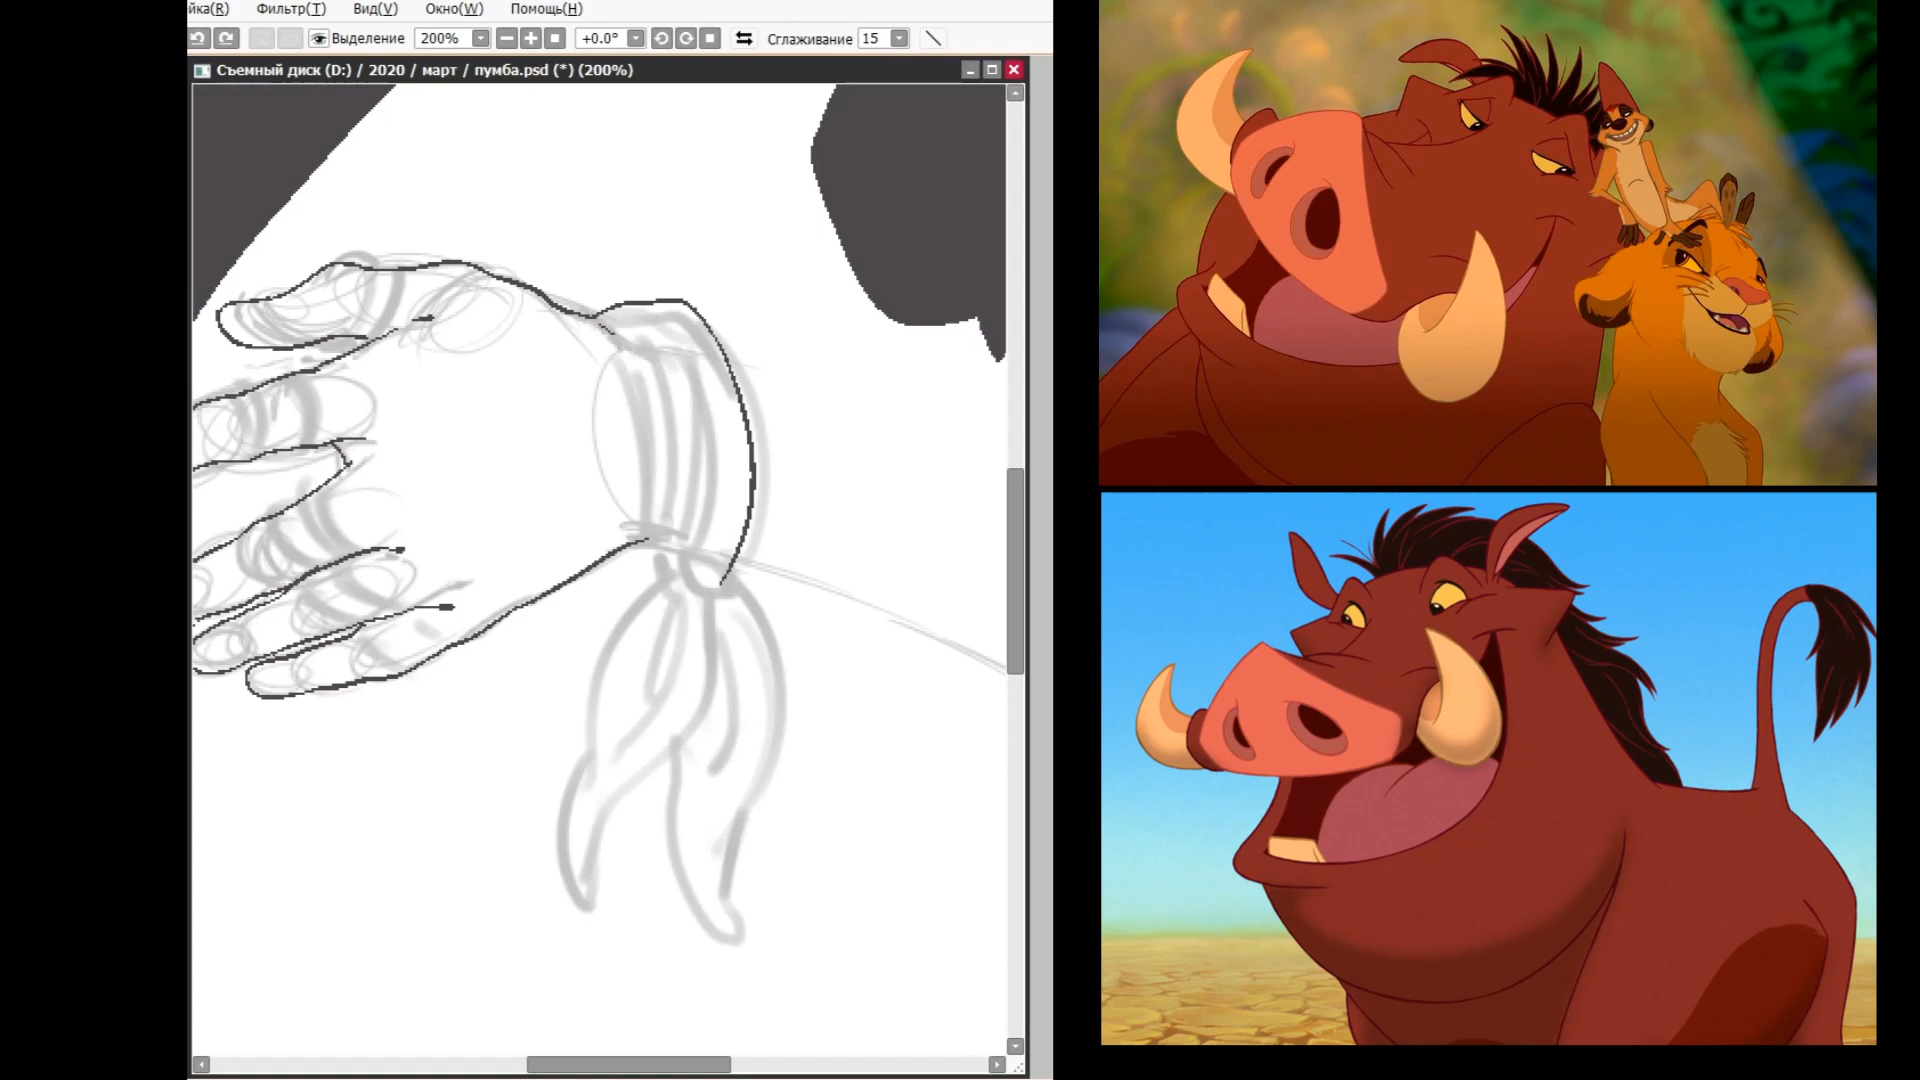 йка(R) Фильтр(T) Вид(V) Окно(W) Помощь(H)
Выделение 200% +0.0° Сглаживание 15
Съемный диск (D:) / 2020 / март / пумба.psd (*) (200%)